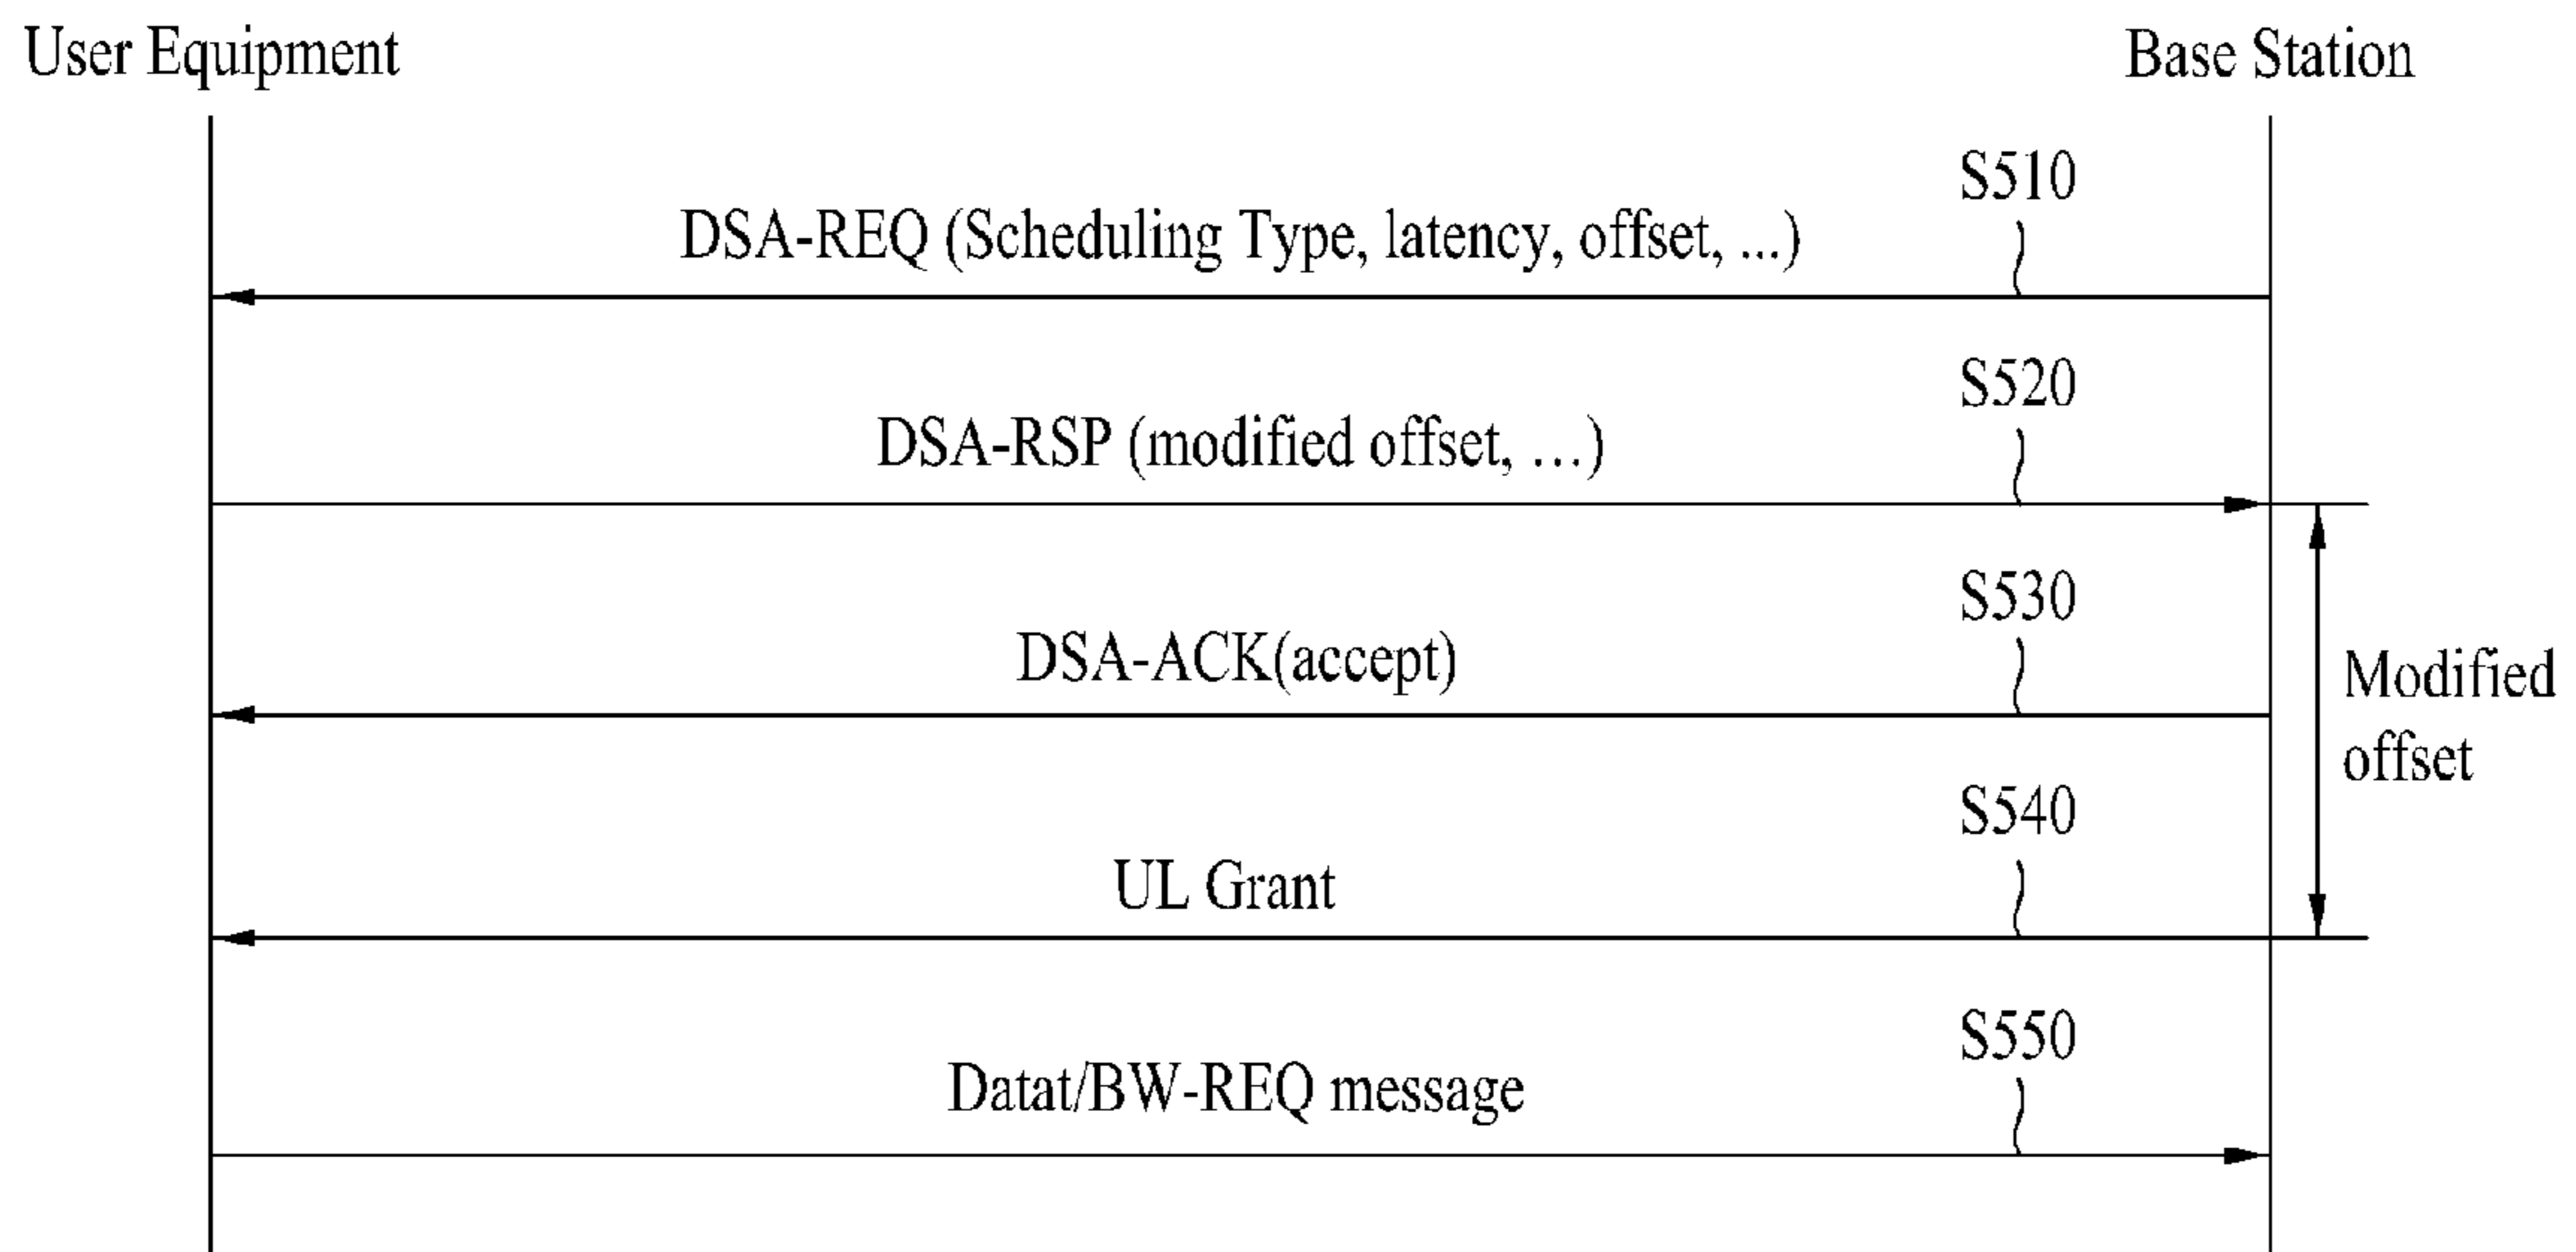 User Equipment
Base Station
S510
DSA-REQ (Scheduling Type, latency, offset, ...)
S520
DSA-RSP (modified offset, ...)
S530
DSA-ACK(accept)
Modified
offset
S540
UL Grant
S550
Datat/BW-REQ message